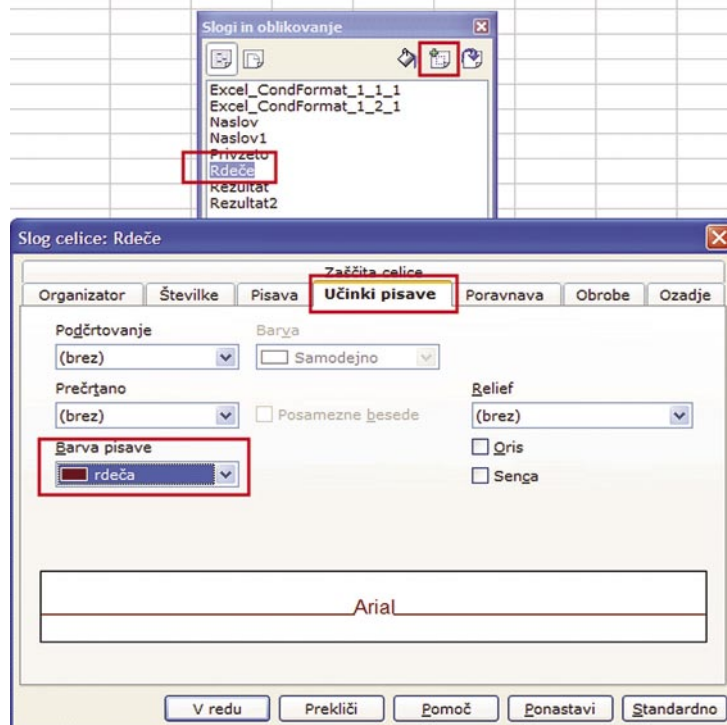 Slogi in oblikovanje
Excel_CondFormat_1_1_1
Excel_CondFormat_1_2_1
Naslov
Naslov1
Privzeto
Rdeče
Rezultat
Rezultat2
Slog celice: Rdeče
Zaščita celice
Organizator Številke Pisava Učinki pisave Poravnava Obrobe Ozadje
Podčrtovanje Barva
(brez) Samodejno
Prečrtano Relief
(brez) Posamezne besede (brez)
Barva pisave Oris
rdeča Senca
Arial
V redu Prekliči Pomoč Ponastavi Standardno